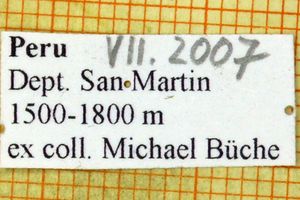 Peru VII. 2007
Dept. San Martin
1500-1800 m
ex coll. Michael Büche